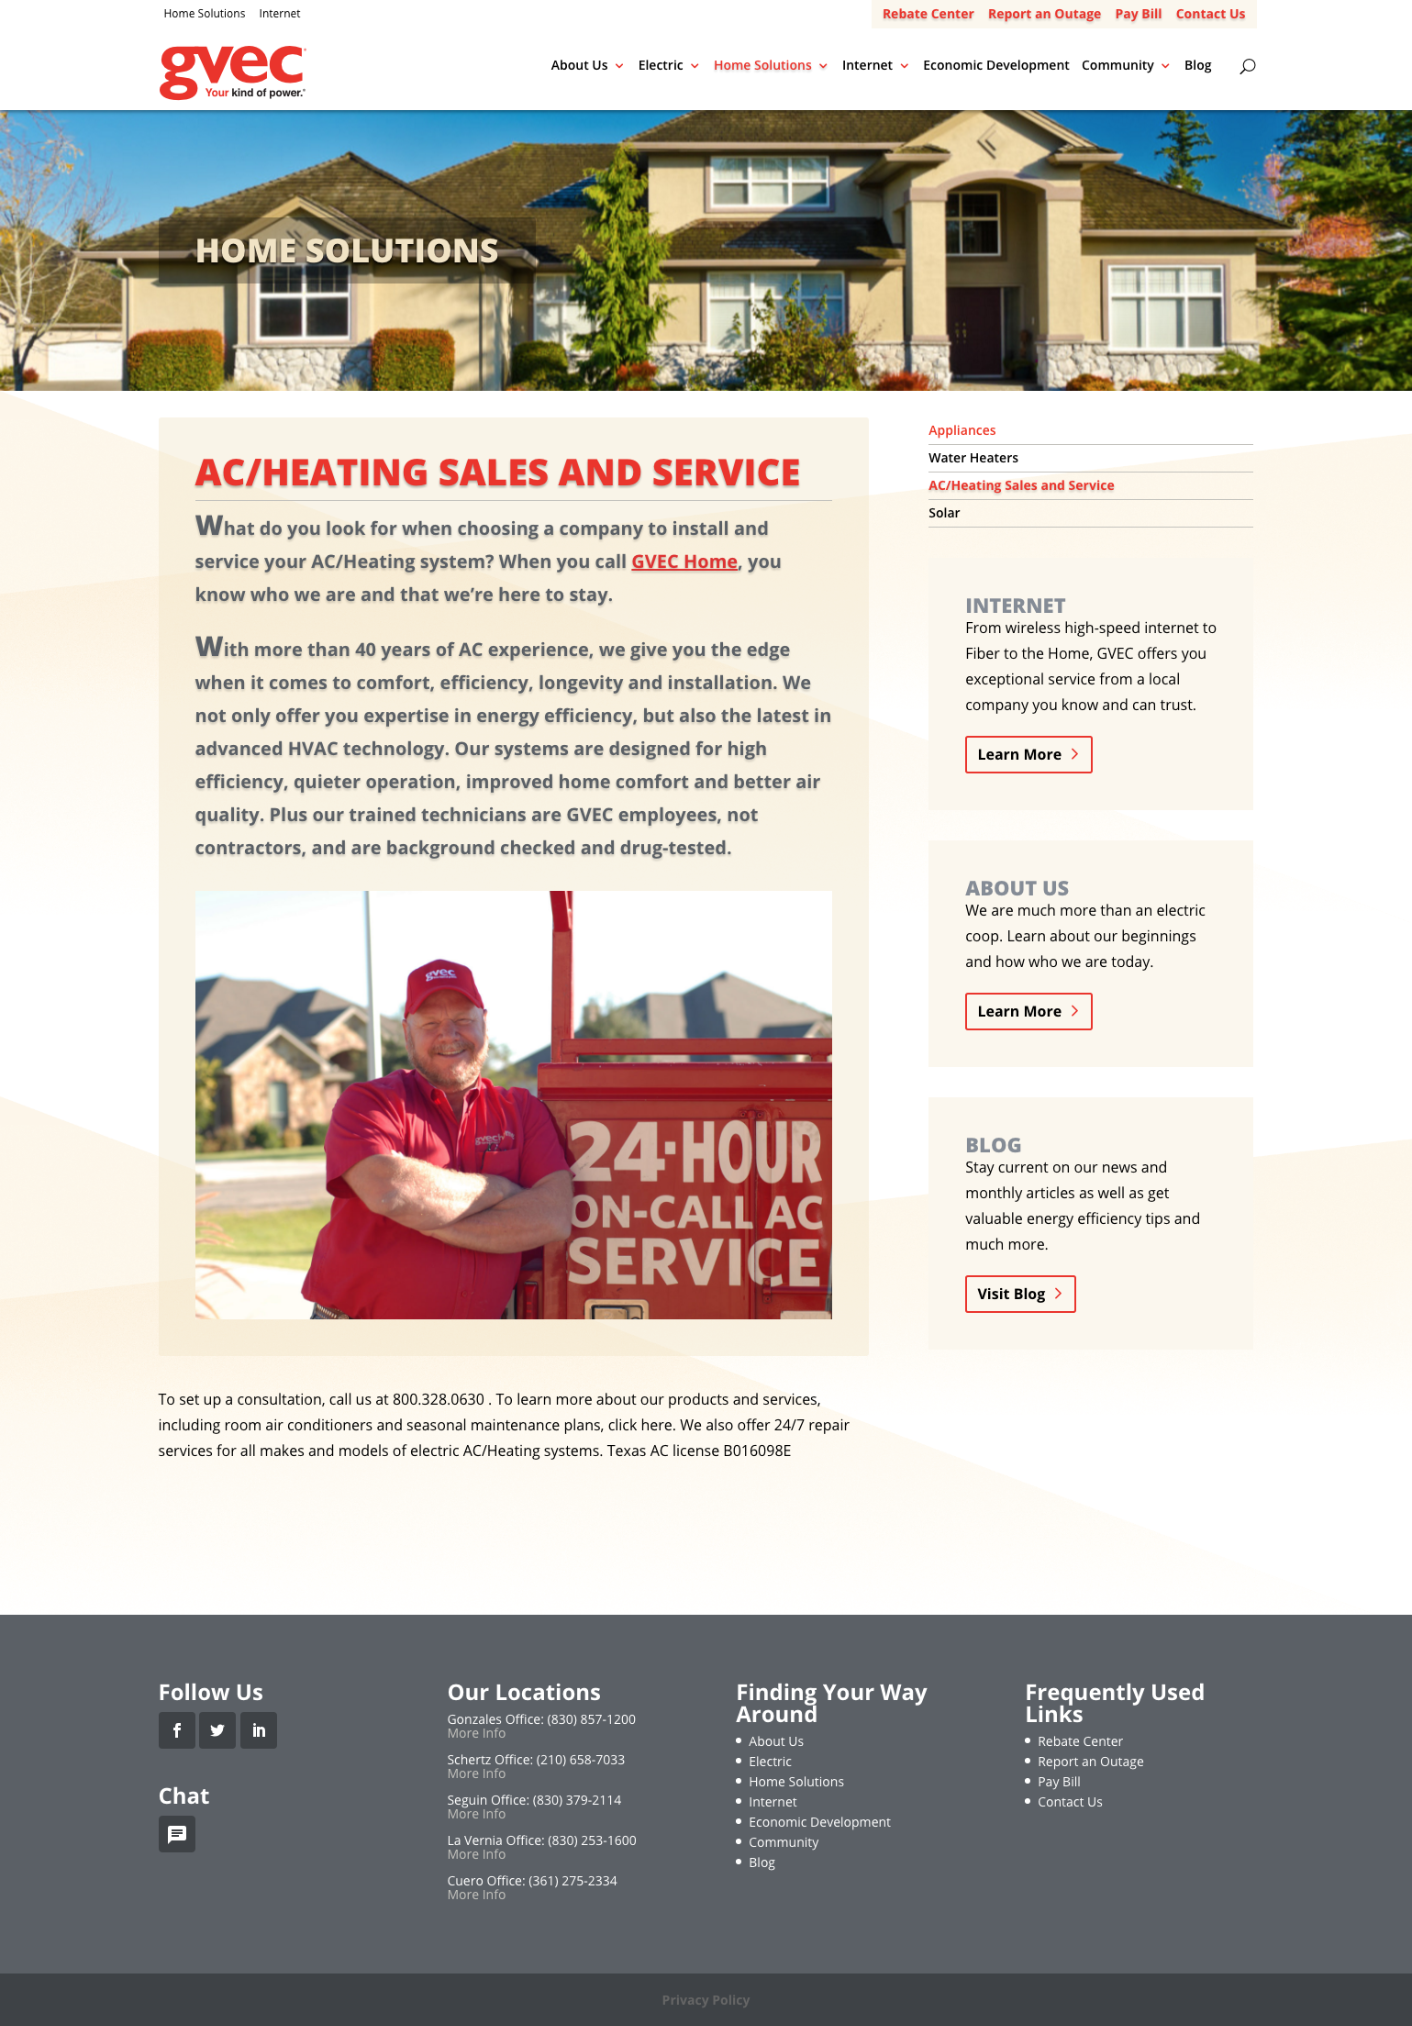 Home Solutions Internet
Rebate Center Report an Outage Pay Bill Contact Us
gvec
Your kind of power.
About Us Electric Home Solutions Internet Economic Development Community Blog
HOME SOLUTIONS
AC/HEATING SALES AND SERVICE
What do you look for when choosing a company to install and
service your AC/Heating system? When you call GVEC Home, you
know who we are and that we're here to stay.
With more than 40 years of AC experience, we give you the edge
when it comes to comfort, efficiency, longevity and installation. We
not only offer you expertise in energy efficiency, but also the latest in
advanced HVAC technology. Our systems are designed for high
efficiency, quieter operation, improved home comfort and better air
quality. Plus our trained technicians are GVEC employees, not
contractors, and are background checked and drug-tested.
gvec
gvec
24-HOUR
ON-CALL AC
SERVICE
To set up a consultation, call us at 800.328.0630 . To learn more about our products and services,
including room air conditioners and seasonal maintenance plans, click here. We also offer 24/7 repair
services for all makes and models of electric AC/Heating systems. Texas AC license B016098E
Appliances
Water Heaters
AC/Heating Sales and Service
Solar
INTERNET
From wireless high-speed internet to
Fiber to the Home, GVEC offers you
exceptional service from a local
company you know and can trust.
Learn More
ABOUT US
We are much more than an electric
coop. Learn about our beginnings
and how who we are today.
Learn More
BLOG
Stay current on our news and
monthly articles as well as get
valuable energy efficiency tips and
much more.
Visit Blog
Follow Us
Chat
Our Locations
Gonzales Office: (830) 857-1200
More Info
Schertz Office: (210) 658-7033
More Info
Seguin Office: (830) 379-2114
More Info
La Vernia Office: (830) 253-1600
More Info
Cuero Office: (361) 275-2334
More Info
Finding Your Way
Around
About Us
Electric
Home Solutions
Internet
Economic Development
Community
Blog
Frequently Used
Links
Rebate Center
Report an Outage
Pay Bill
Contact Us
Privacy Policy